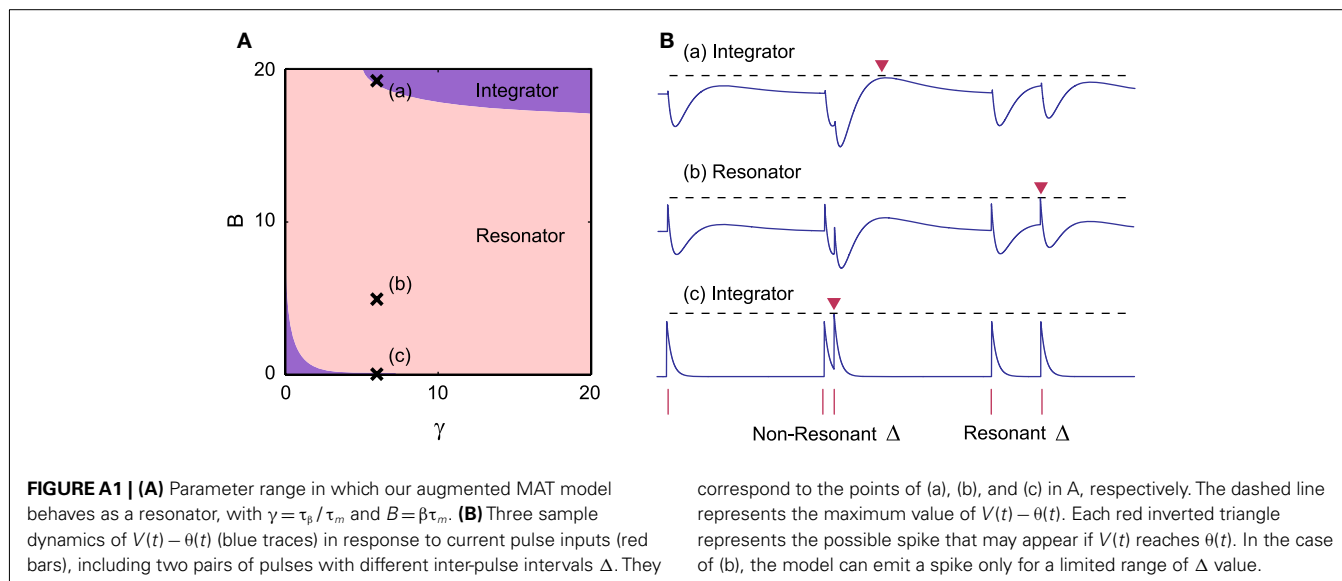 A
20
10
0
B
0
10
20
γ
Integrator
(a)
Resonator
(b)
(c)
B
(a) Integrator
(b) Resonator
(c) Integrator
Non-Resonant Δ
Resonant Δ
FIGURE A1 | (A) Parameter range in which our augmented MAT model
behaves as a resonator, with γ = τβ / τm and B = βτm. (B) Three sample
dynamics of V(t) – θ(t) (blue traces) in response to current pulse inputs (red
bars), including two pairs of pulses with different inter-pulse intervals Δ. They
correspond to the points of (a), (b), and (c) in A, respectively. The dashed line
represents the maximum value of V(t) – θ(t). Each red inverted triangle
represents the possible spike that may appear if V(t) reaches θ(t). In the case
of (b), the model can emit a spike only for a limited range of Δ value.